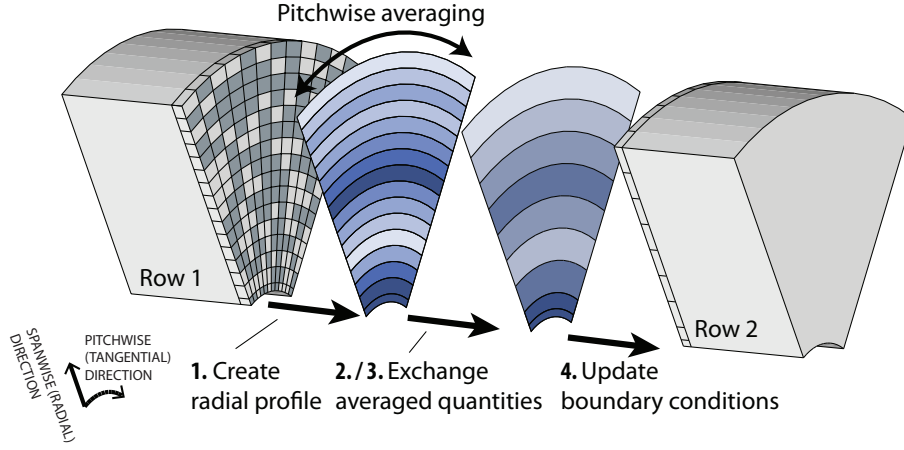 Pitchwise averaging
Row 1
Row 2
SPANWISE (RADIAL)
DIRECTION
PITCHWISE
(TANGENTIAL)
DIRECTION
1. Create
radial profile
2. / 3. Exchange
averaged quantities
4. Update
boundary conditions